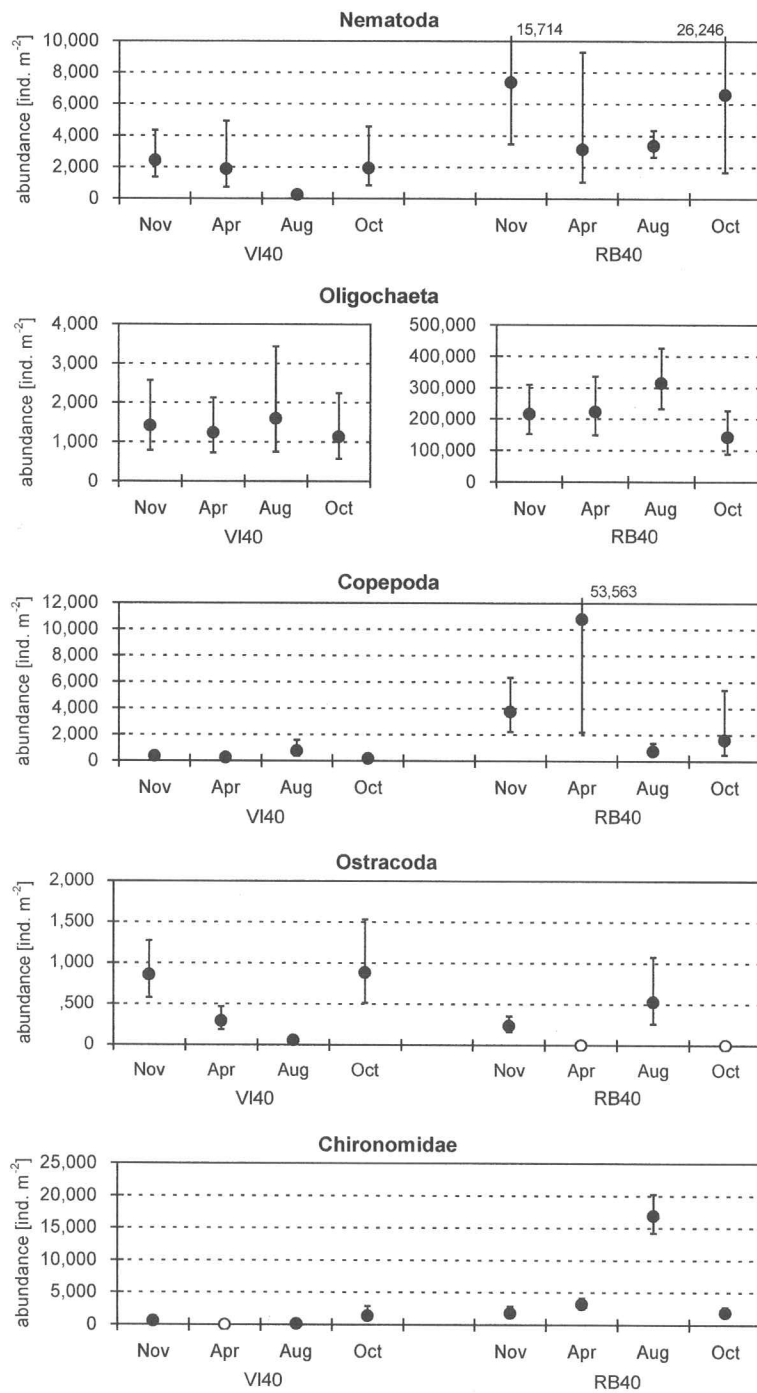 Nematoda
15,714 26,246
abundance [ind. m-2]
10,000
8,000
6,000
4,000
2,000
0
Nov Apr Aug Oct Nov Apr Aug Oct
VI40 RB40
Oligochaeta
abundance [ind. m-2]
4,000
3,000
2,000
1,000
0
Nov Apr Aug Oct
VI40
500,000
400,000
300,000
200,000
100,000
0
Nov Apr Aug Oct
RB40
Copepoda
53,563
abundance [ind. m-2]
12,000
10,000
8,000
6,000
4,000
2,000
0
Nov Apr Aug Oct Nov Apr Aug Oct
VI40 RB40
Ostracoda
abundance [ind. m-2]
2,000
1,500
1,000
,500
0
Nov Apr Aug Oct Nov Apr Aug Oct
VI40 RB40
Chironomidae
abundance [ind. m-2]
25,000
20,000
15,000
10,000
5,000
0
Nov Apr Aug Oct Nov Apr Aug Oct
VI40 RB40